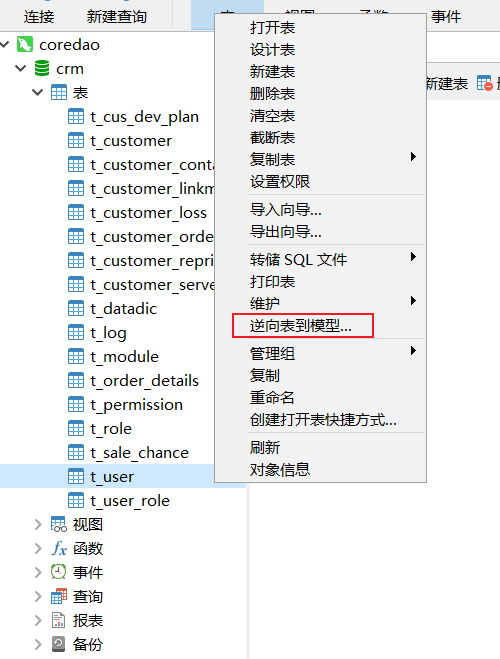 连接
新建查询
事件
coredao
crm
表
t_cus_dev_plan
t_customer
t_customer_conta
t_customer_linkm
t_customer_loss
t_customer_orde
t_customer_repri
t_customer_serve
t_datadic
t_log
t_module
t_order_details
t_permission
t_role
t_sale_chance
t_user
t_user_role
视图
函数
事件
查询
报表
备份
打开表
设计表
新建表
删除表
清空表
截断表
复制表
设置权限
导入向导...
导出向导...
转储 SQL 文件
打印表
维护
逆向表到模型...
管理组
复制
重命名
创建打开表快捷方式...
刷新
对象信息
新建表